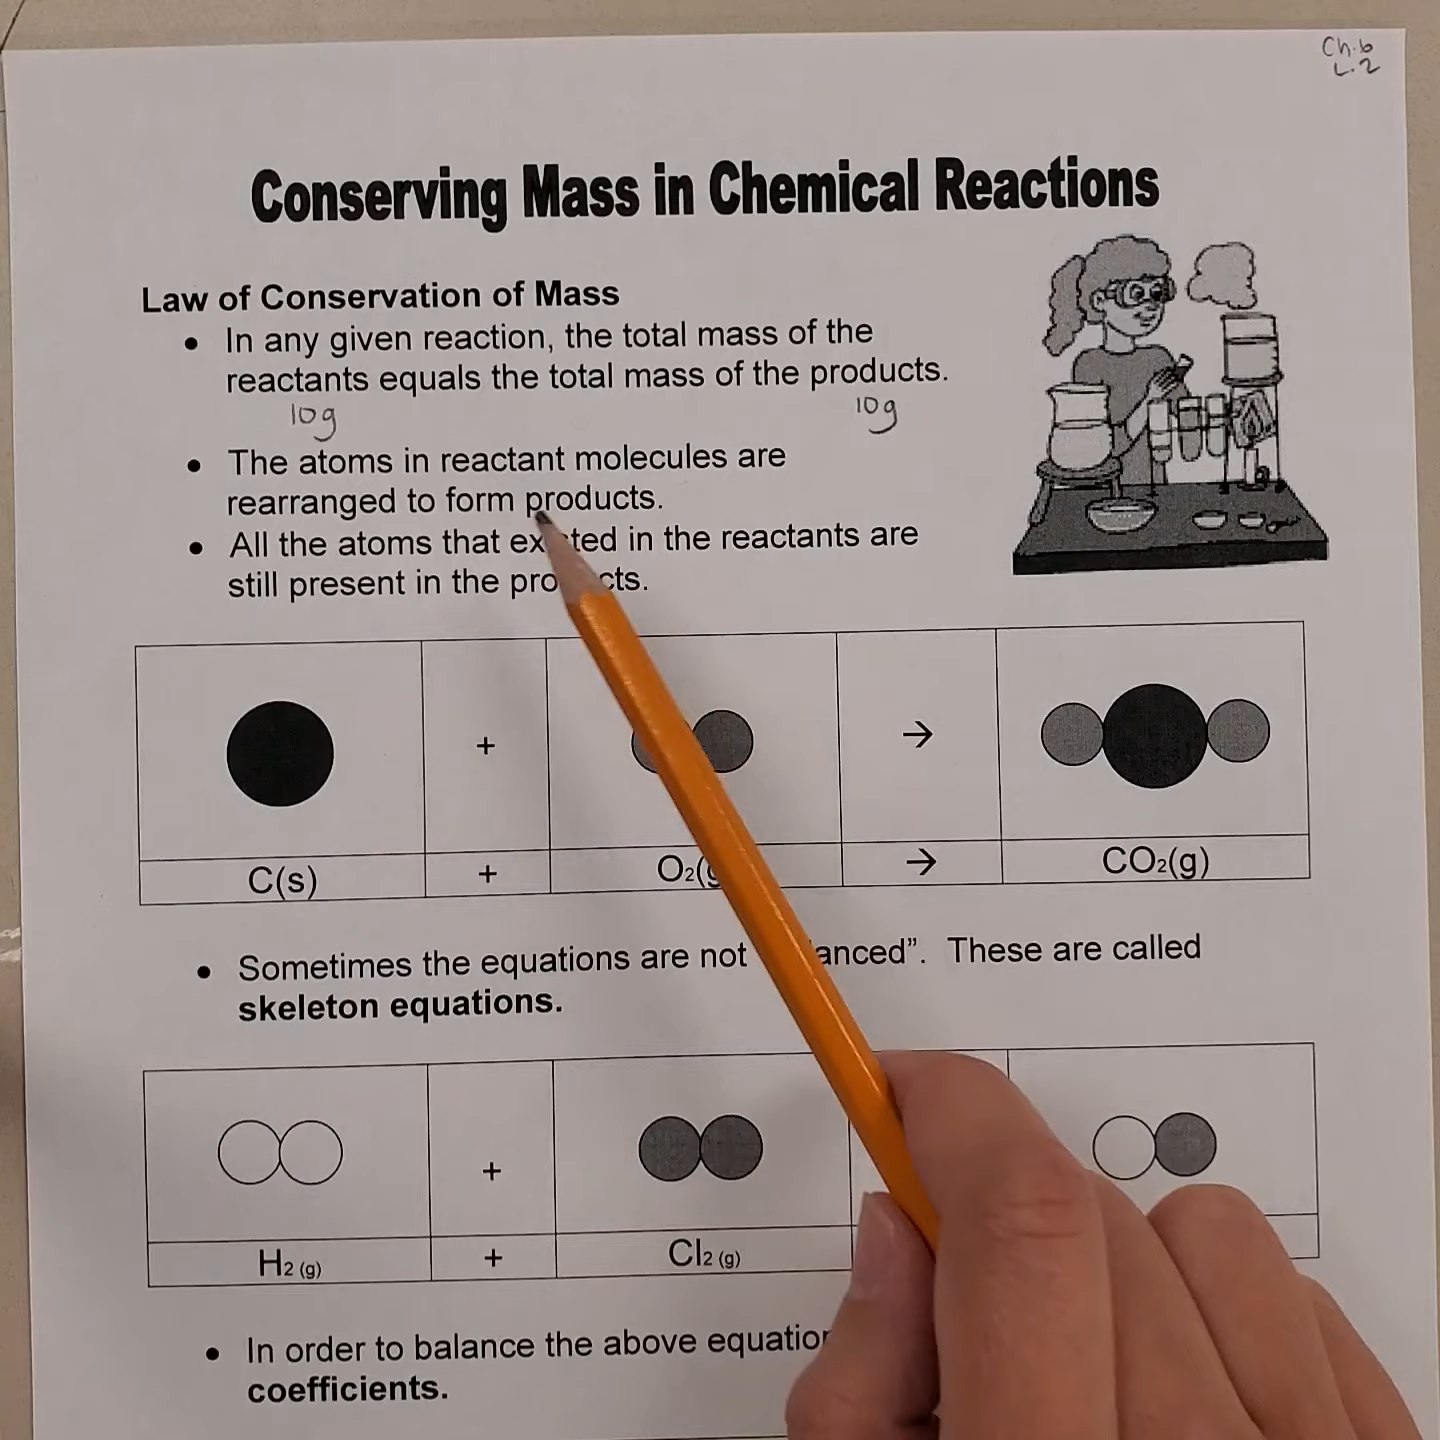 Ch.6
L.2
Conserving Mass in Chemical Reactions
Law of Conservation of Mass
• In any given reaction, the total mass of the
reactants equals the total mass of the products.
10g 10g
• The atoms in reactant molecules are
rearranged to form products.
• All the atoms that ted in the reactants are
still present in the cts.
+ →
C(s) + O₂( → CO₂(g)
• Sometimes the equations are not anced”. These are called
skeleton equations.
+
H₂ (g) + Cl₂ (g)
• In order to balance the above
coefficients.